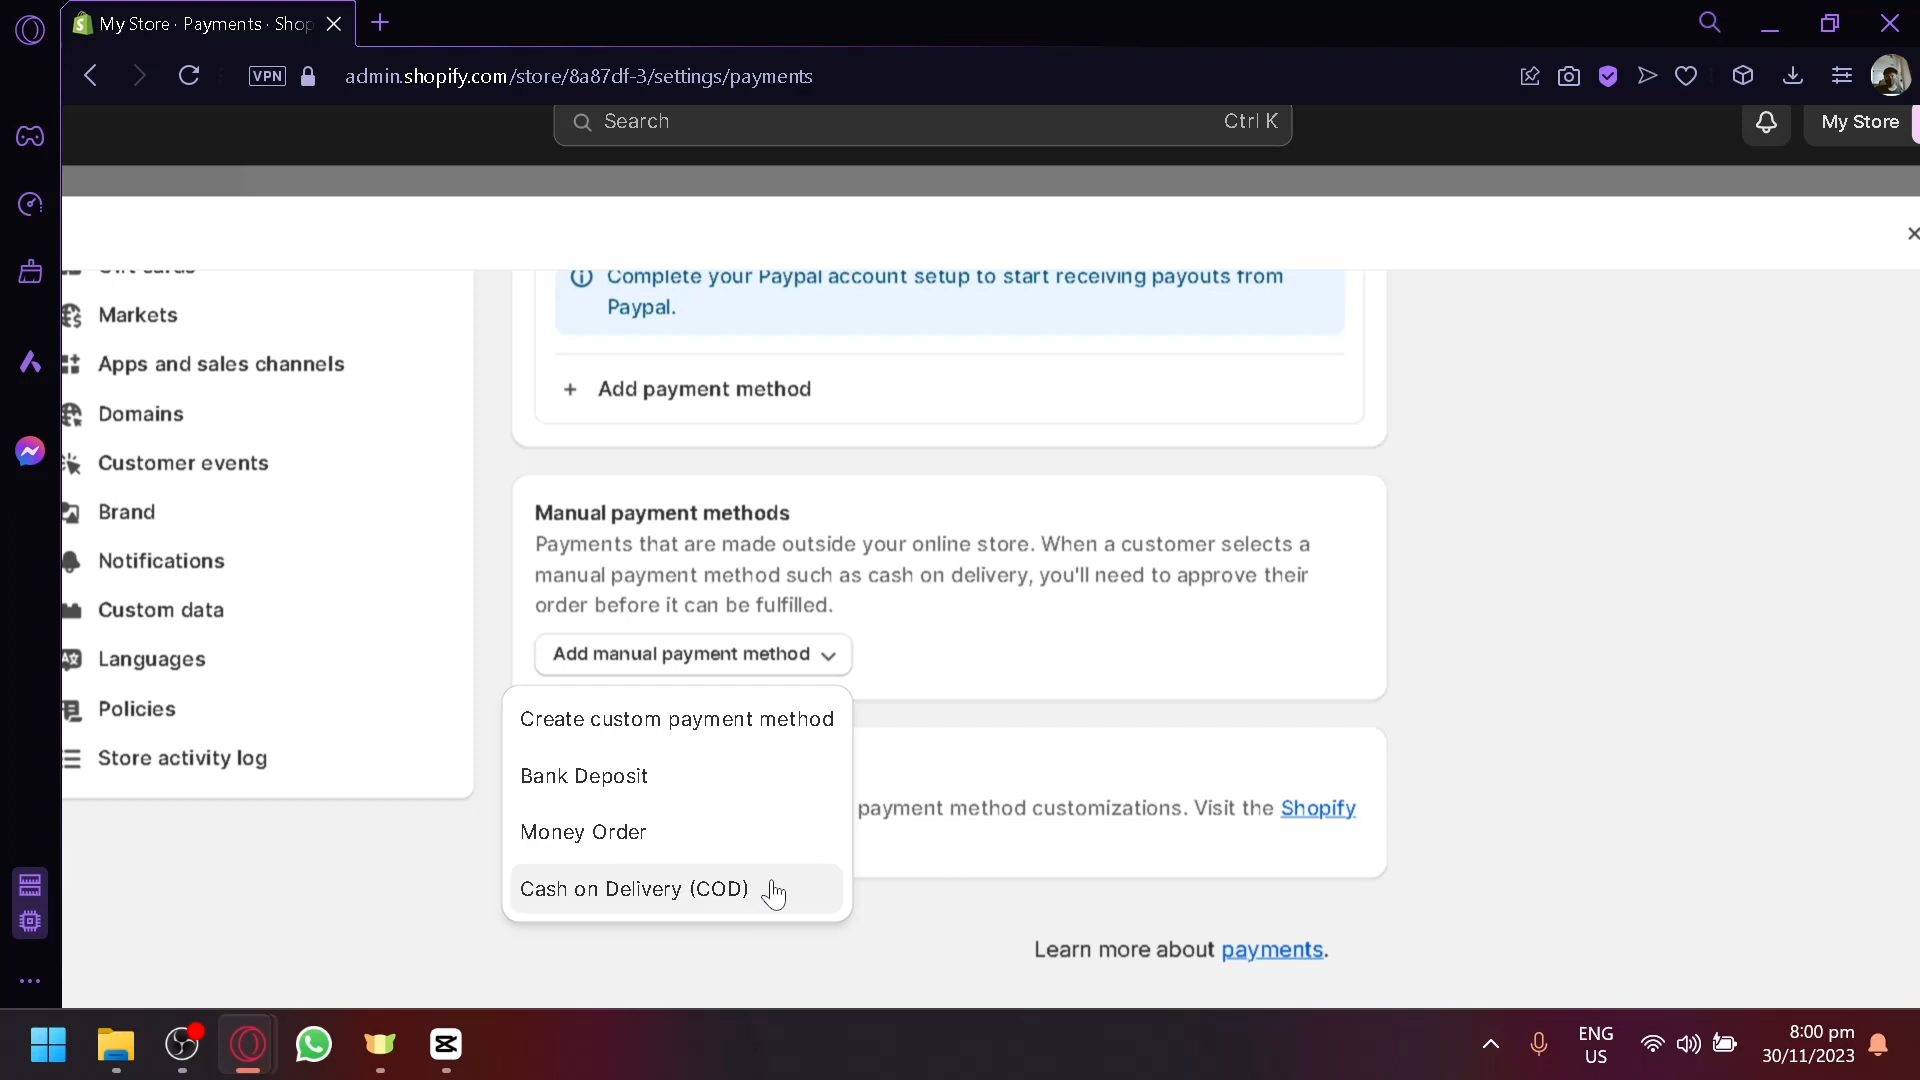 My Store · Payments · Shop
VPN
admin.shopify.com/store/8a87df-3/settings/payments
Search
Ctrl K
My Store
Complete your Paypal account setup to start receiving payouts from
Paypal.
+ Add payment method
Markets
Apps and sales channels
Domains
Customer events
Brand
Notifications
Custom data
Languages
Policies
Store activity log
Manual payment methods
Payments that are made outside your online store. When a customer selects a
manual payment method such as cash on delivery, you'll need to approve their
order before it can be fulfilled.
Add manual payment method
Create custom payment method
Bank Deposit
Money Order
Cash on Delivery (COD)
payment method customizations. Visit the Shopify
Learn more about payments.
ENG
US
8:00 pm
30/11/2023